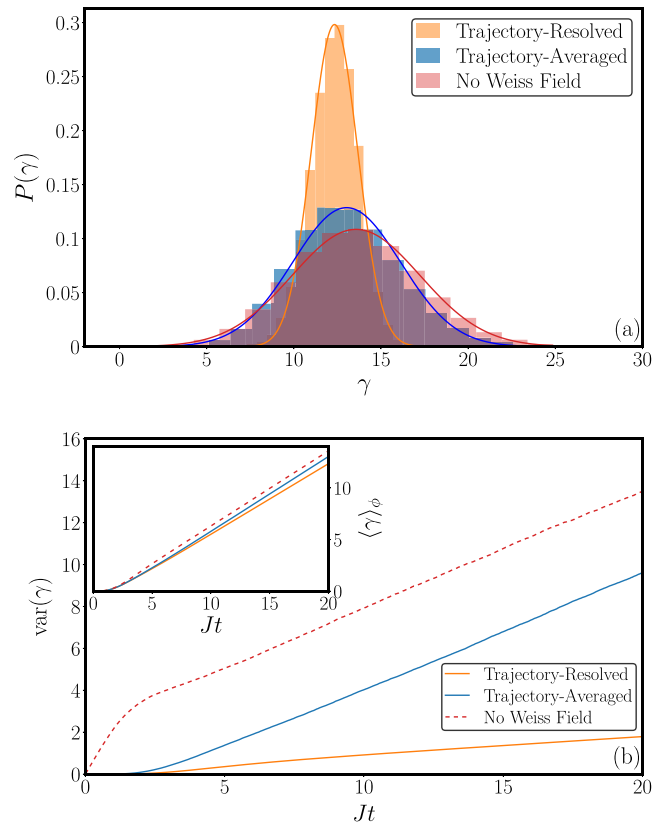 0.3
0.25
0.2
0.15
0.1
0.05
0
P(γ)
Trajectory-Resolved
Trajectory-Averaged
No Weiss Field
(a)
0 5 10 15 20 25 30
γ
16
14
12
10
8
6
4
2
0
var(γ)
10
5
0
⟨γ⟩ϕ
0 5 10 15 20
Jt
Trajectory-Resolved
Trajectory-Averaged
No Weiss Field
(b)
0 5 10 15 20
Jt